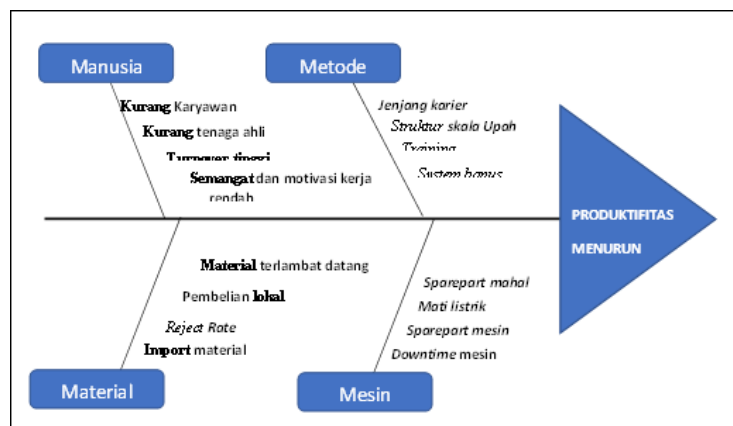 Manusia
Metode
Kurang Karyawan
Kurang tenaga ahli
Turnover tinggi
Semangat dan motivasi kerja
rendah
Jenjang karier
Struktur skala Upah
Training
System bonus
PRODUKTIFITAS
MENURUN
Material terlambat datang
Pembelian lokal
Reject Rate
Import material
Sparepart mahal
Mati listrik
Sparepart mesin
Downtime mesin
Material
Mesin